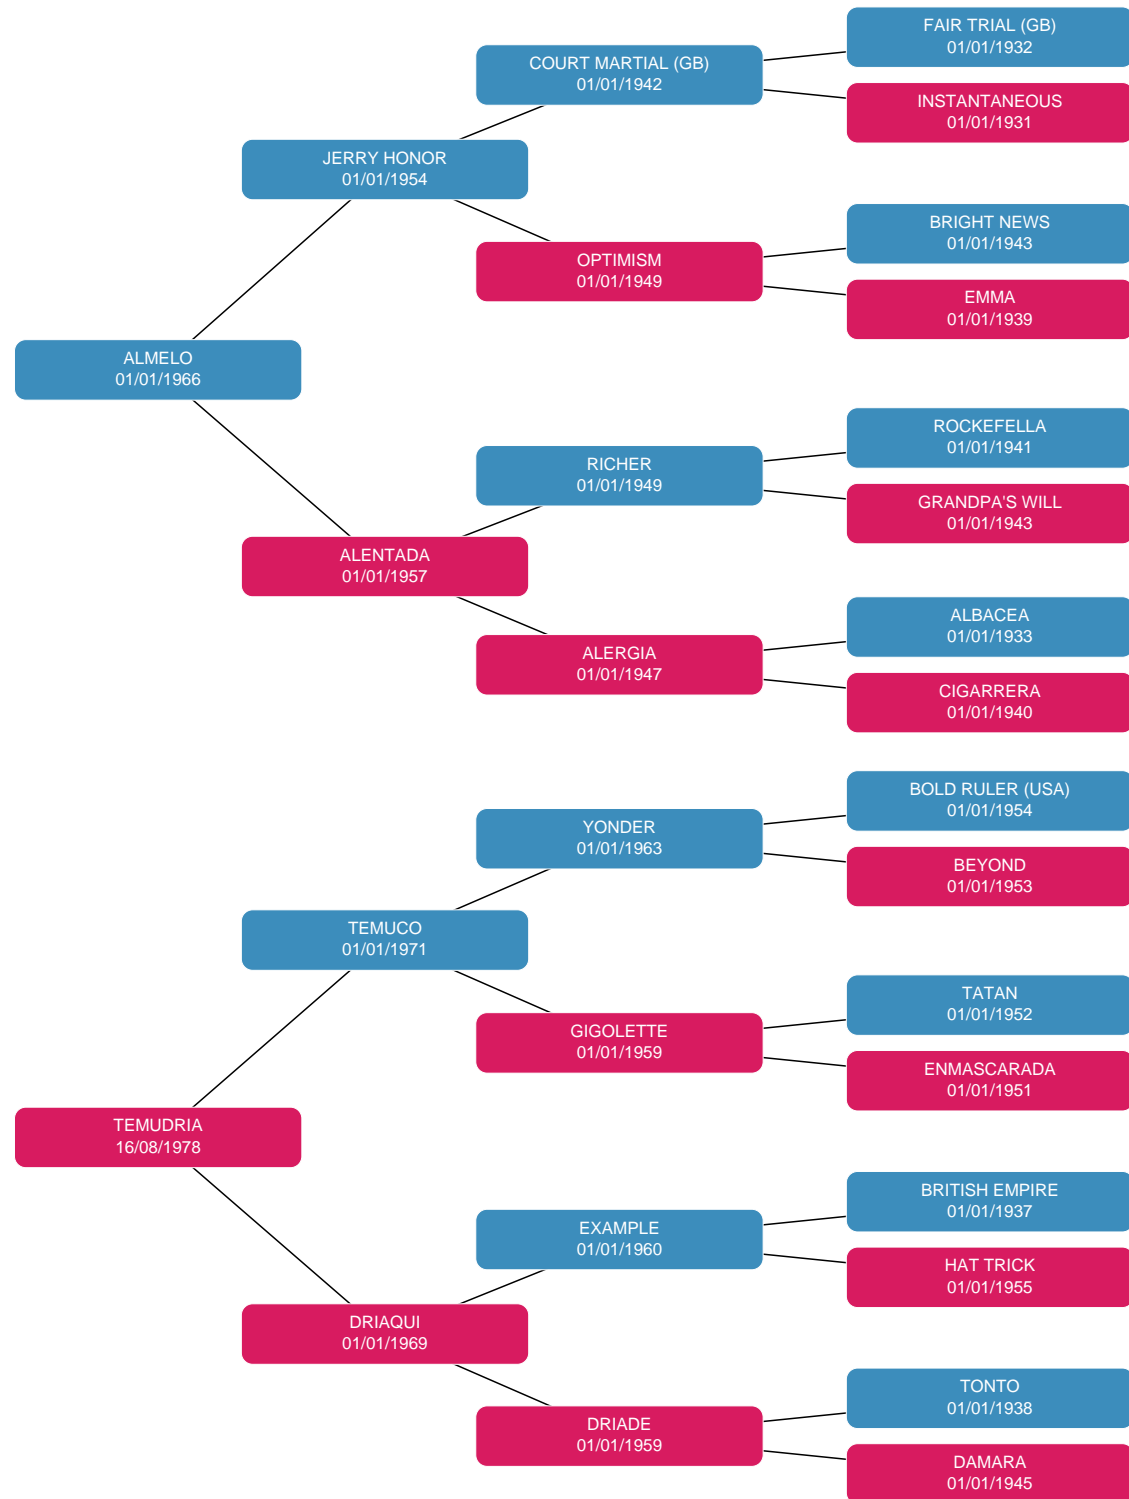 FAIR TRIAL (GB)
01/01/1932
COURT MARTIAL (GB)
01/01/1942
INSTANTANEOUS
01/01/1931
JERRY HONOR
01/01/1954
BRIGHT NEWS
01/01/1943
OPTIMISM
01/01/1949
EMMA
01/01/1939
ALMELO
01/01/1966
ROCKEFELLA
01/01/1941
RICHER
01/01/1949
GRANDPA'S WILL
01/01/1943
ALENTADA
01/01/1957
ALBACEA
01/01/1933
ALERGIA
01/01/1947
CIGARRERA
01/01/1940
BOLD RULER (USA)
01/01/1954
YONDER
01/01/1963
BEYOND
01/01/1953
TEMUCO
01/01/1971
TATAN
01/01/1952
GIGOLETTE
01/01/1959
ENMASCARADA
01/01/1951
TEMUDRIA
16/08/1978
BRITISH EMPIRE
01/01/1937
EXAMPLE
01/01/1960
HAT TRICK
01/01/1955
DRIAQUI
01/01/1969
TONTO
01/01/1938
DRIADE
01/01/1959
DAMARA
01/01/1945